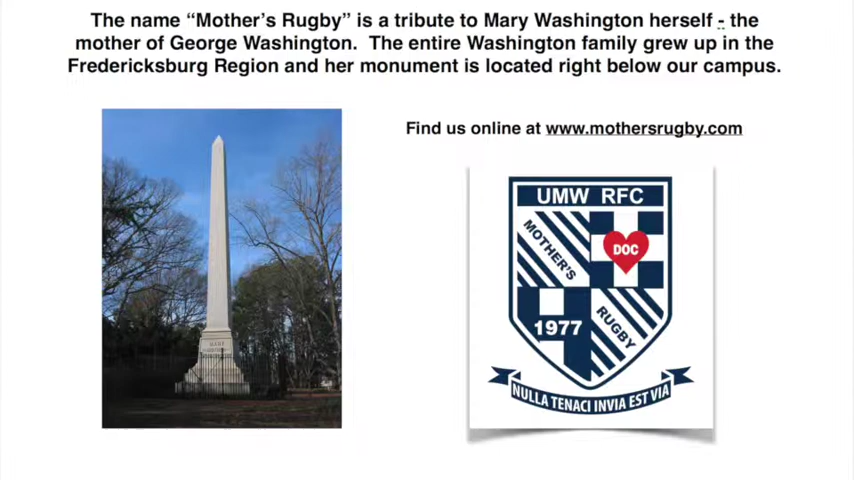 The name “Mother’s Rugby” is a tribute to Mary Washington herself - the
mother of George Washington.  The entire Washington family grew up in the
Fredericksburg Region and her monument is located right below our campus.
Find us online at www.mothersrugby.com
UMW RFC
MOTHER'S
DOC
1977
RUGBY
NULLA TENACI INVIA EST VIA